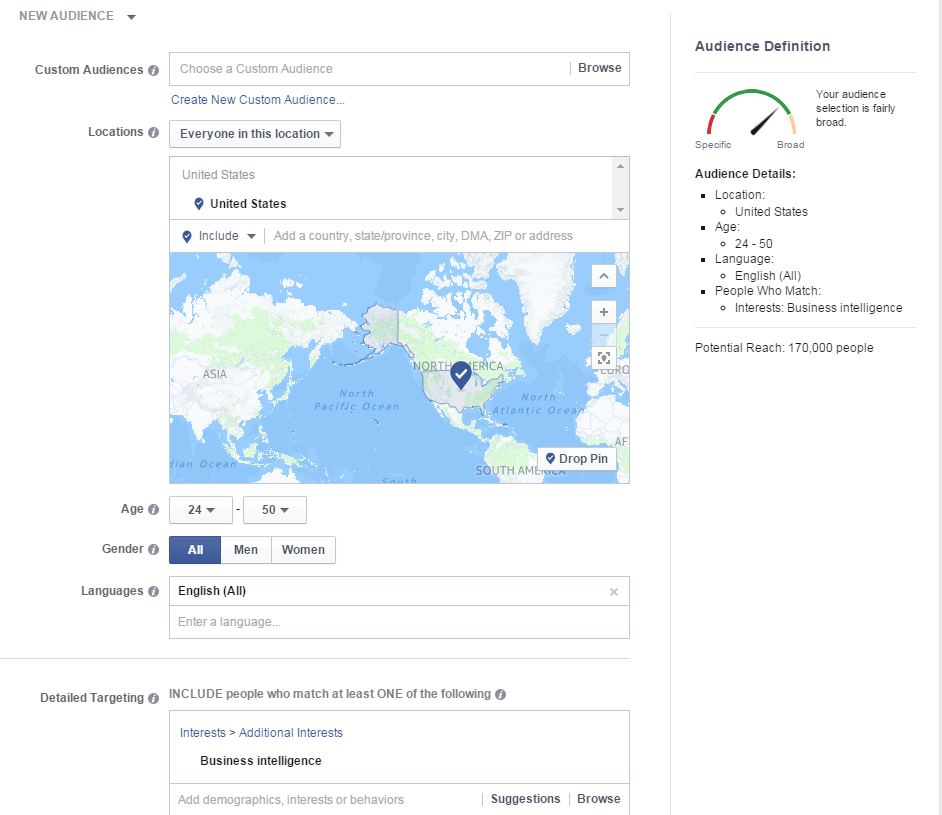 NEW AUDIENCE
Custom Audiences
Choose a Custom Audience
Browse
Create New Custom Audience...
Locations
Everyone in this location
United States
United States
Include
Add a country, state/province, city, DMA, ZIP or address
ASIA
NORTH AMERICA
North
Pacific Ocean
North
Atlantic Ocean
SOUTH AMERICA
South
Drop Pin
Age
24
-
50
Gender
All
Men
Women
Languages
English (All)
Enter a language...
Detailed Targeting
INCLUDE people who match at least ONE of the following
Interests > Additional Interests
Business intelligence
Add demographics, interests or behaviors
Suggestions
Browse
Audience Definition
Your audience
selection is fairly
broad.
Specific
Broad
Audience Details:
Location:
United States
Age:
24 - 50
Language:
English (All)
People Who Match:
Interests: Business intelligence
Potential Reach: 170,000 people